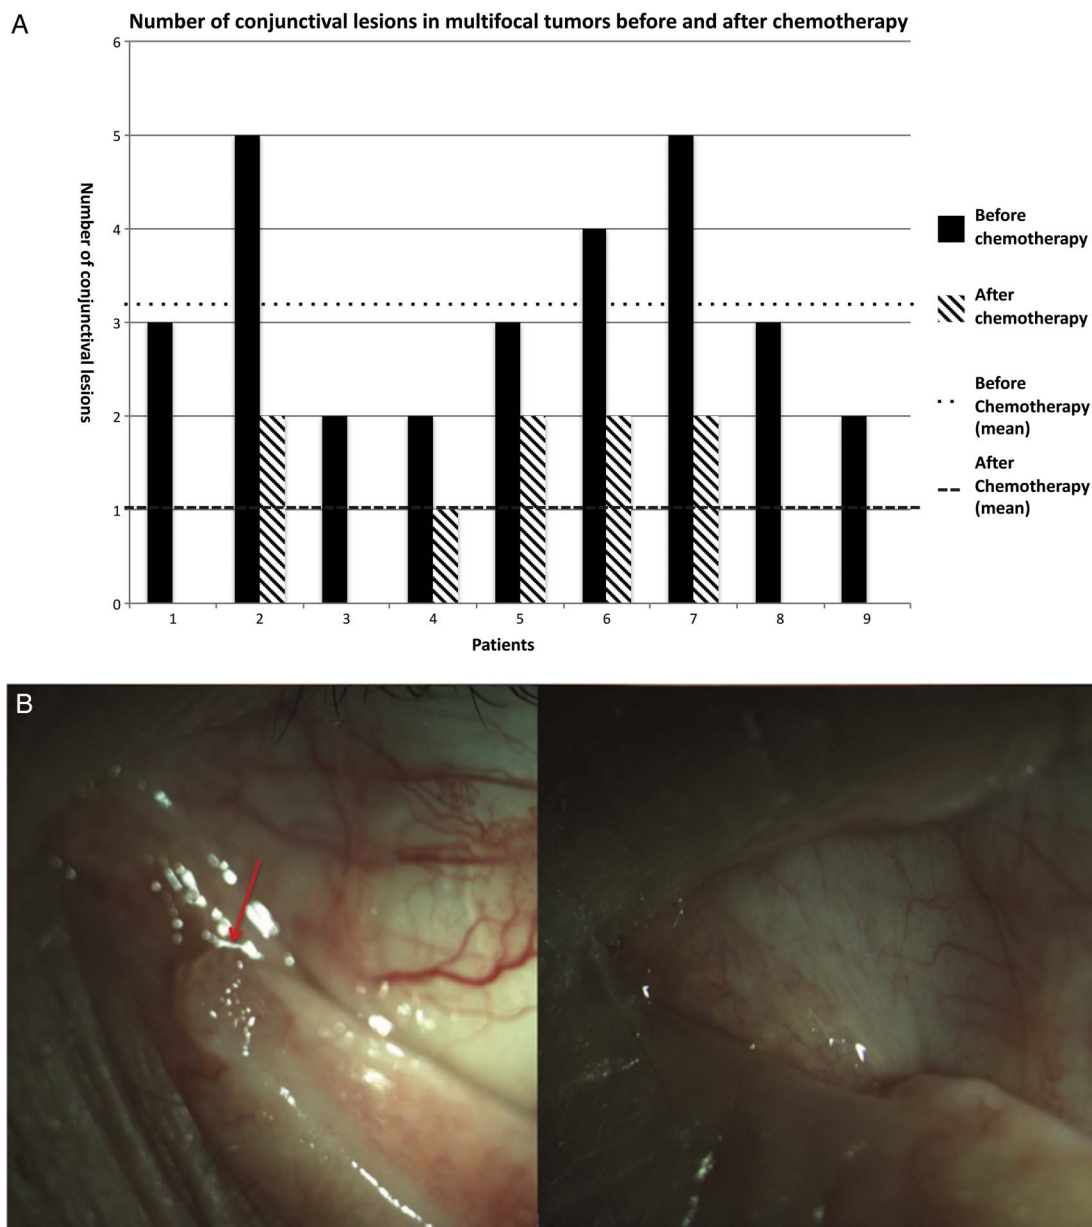 A
Number of conjunctival lesions in multifocal tumors before and after chemotherapy
6
5
4
3
2
1
0
Number of conjunctival lesions
1 2 3 4 5 6 7 8 9
Patients
Before
chemotherapy
After
chemotherapy
Before
Chemotherapy
(mean)
After
Chemotherapy
(mean)
B